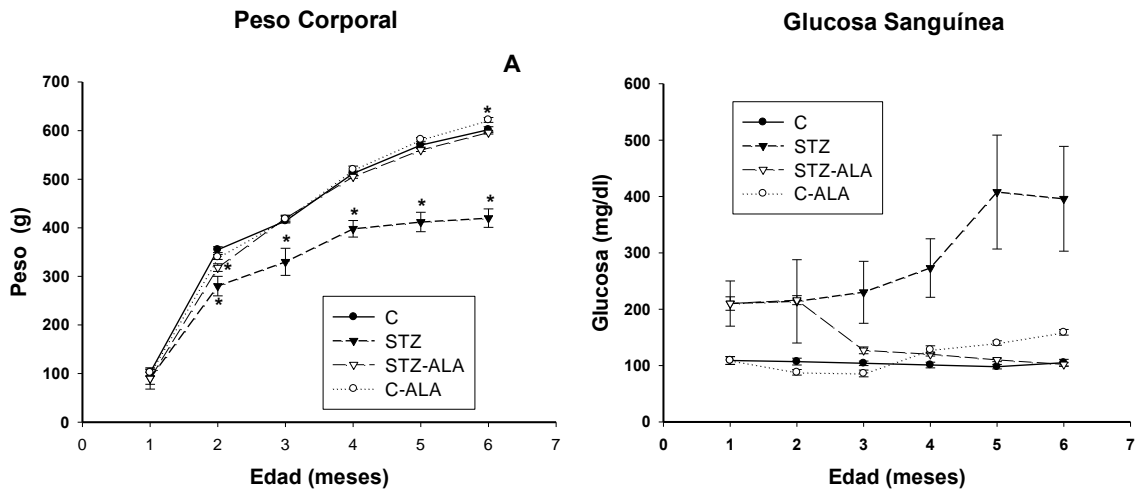 Peso Corporal
A
700
600
500
400
300
200
100
0
Peso (g)
*
*
*
*
*
*
*
C
STZ
STZ-ALA
C-ALA
0 1 2 3 4 5 6 7
Edad (meses)
Glucosa Sanguínea
600
500
400
300
200
100
0
Glucosa (mg/dl)
C
STZ
STZ-ALA
C-ALA
0 1 2 3 4 5 6 7
Edad (meses)